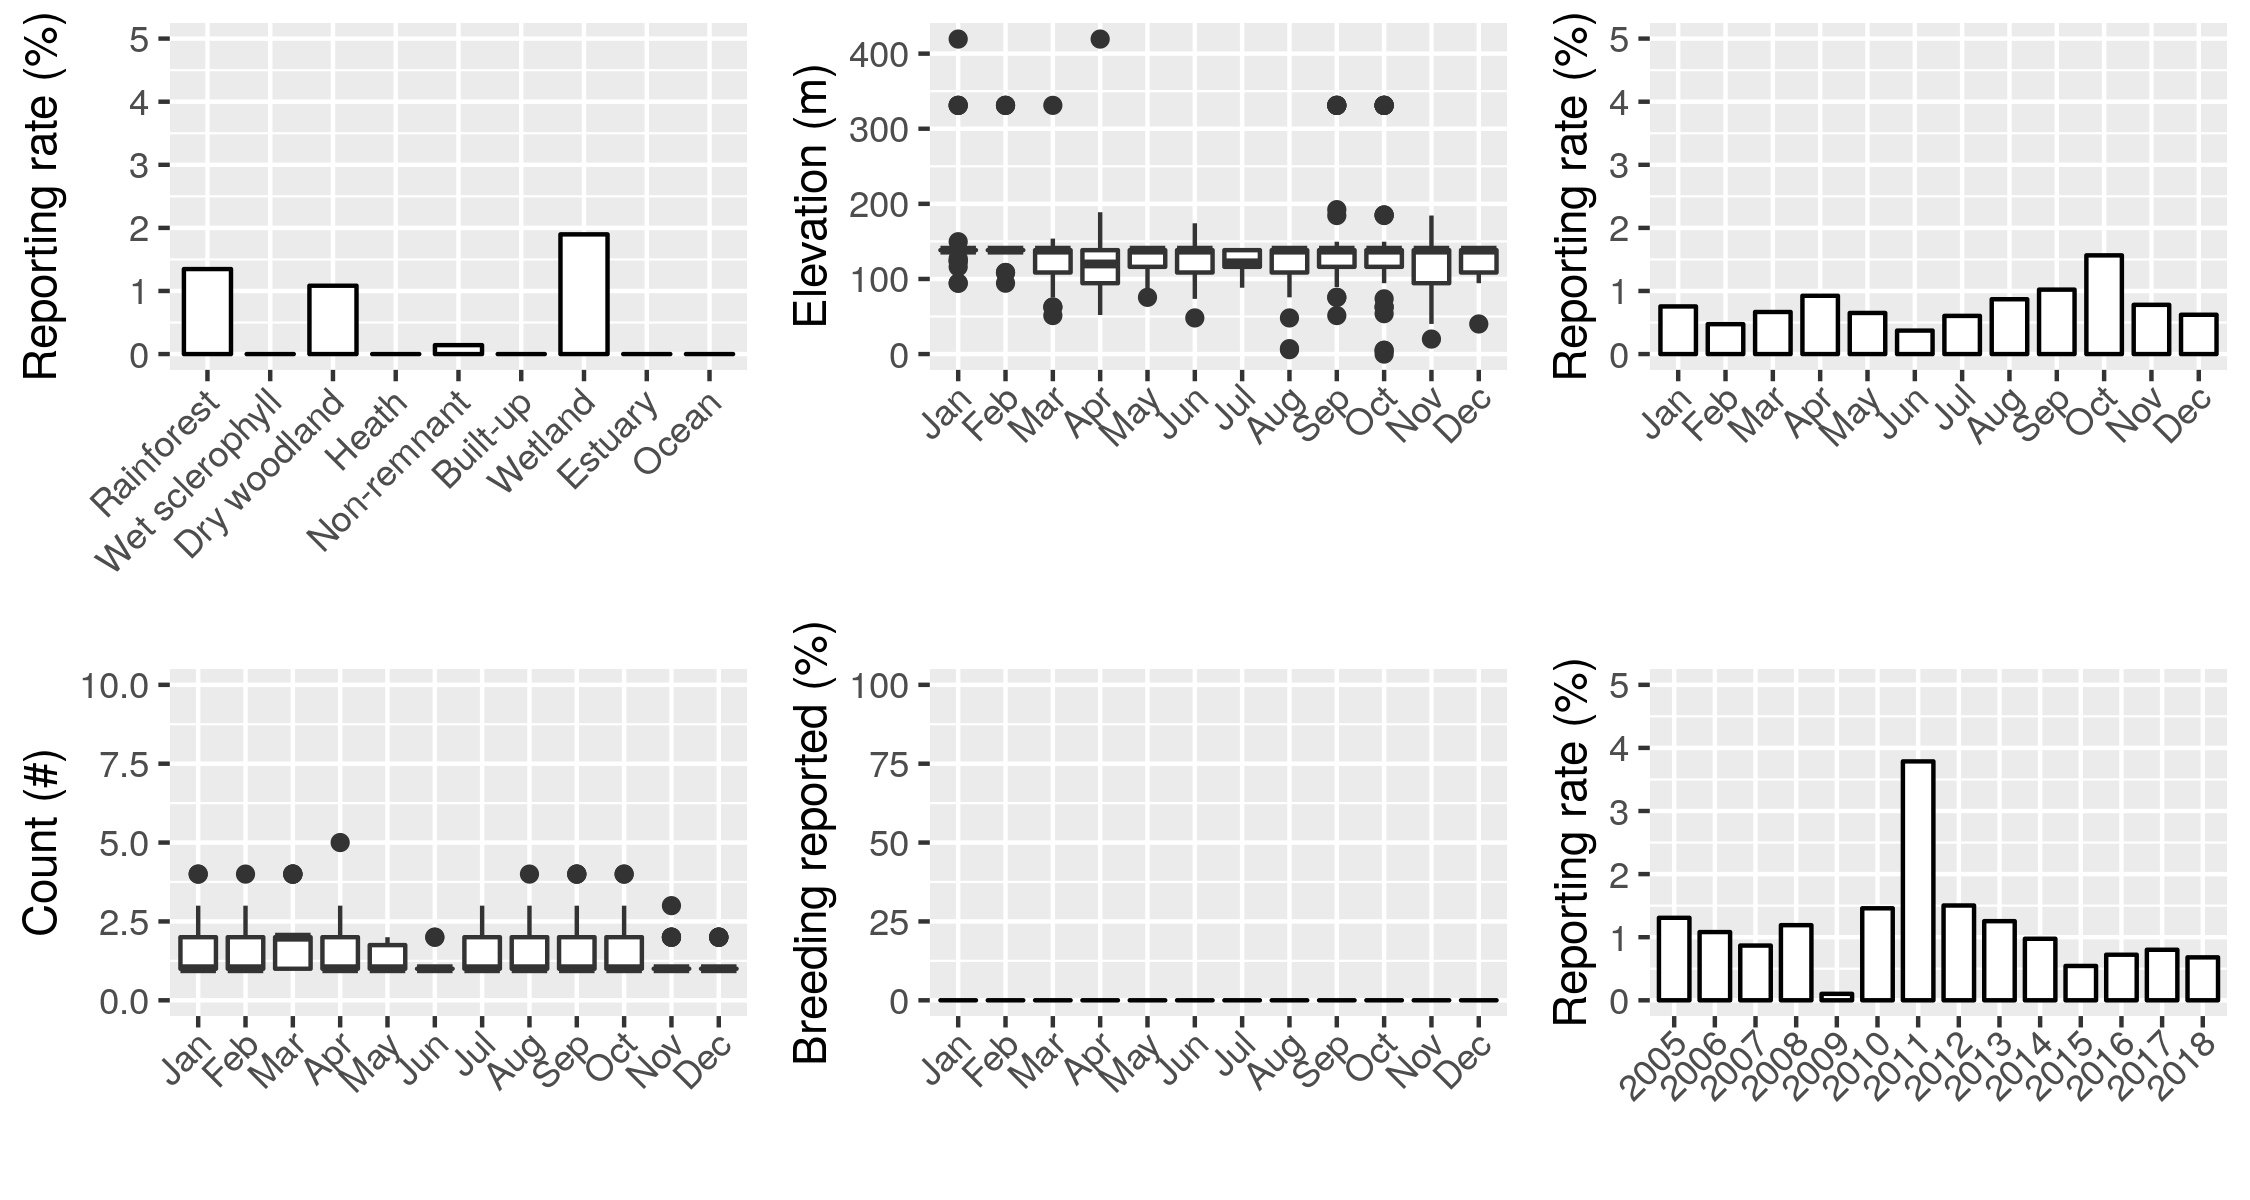 Reporting rate (%)
5
4
3
2
1
0
Rainforest
Wet sclerophyll
Dry woodland
Heath
Non-remnant
Built-up
Wetland
Estuary
Ocean
Elevation (m)
400
300
200
100
0
Jan
Feb
Mar
Apr
May
Jun
Jul
Aug
Sep
Oct
Nov
Dec
Reporting rate (%)
5
4
3
2
1
0
Jan
Feb
Mar
Apr
May
Jun
Jul
Aug
Sep
Oct
Nov
Dec
Count (#)
10.0
7.5
5.0
2.5
0.0
Jan
Feb
Mar
Apr
May
Jun
Jul
Aug
Sep
Oct
Nov
Dec
Breeding reported (%)
100
75
50
25
0
Jan
Feb
Mar
Apr
May
Jun
Jul
Aug
Sep
Oct
Nov
Dec
Reporting rate (%)
5
4
3
2
1
0
2005
2006
2007
2008
2009
2010
2011
2012
2013
2014
2015
2016
2017
2018